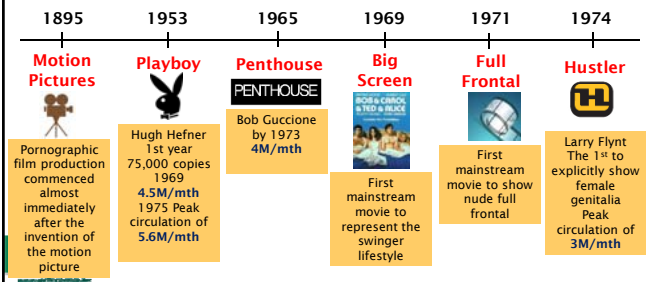 1895
1953
1965
1969
1971
1974
Motion
Pictures
Pornographic
film production
commenced
almost
immediately
after the
invention of
the motion
picture
Playboy
Hugh Hefner
1st year
75,000 copies
1969
4.5M/mth
1975 Peak
circulation of
5.6M/mth
Penthouse
PENTHOUSE
Bob Guccione
by 1973
4M/mth
Big
Screen
BOB & CAROL
& TED & ALICE
First
mainstream
movie to
represent the
swinger
lifestyle
Full
Frontal
First
mainstream
movie to show
nude full
frontal
Hustler
H
Larry Flynt
The 1st to
explicitly show
female
genitalia
Peak
circulation of
3M/mth